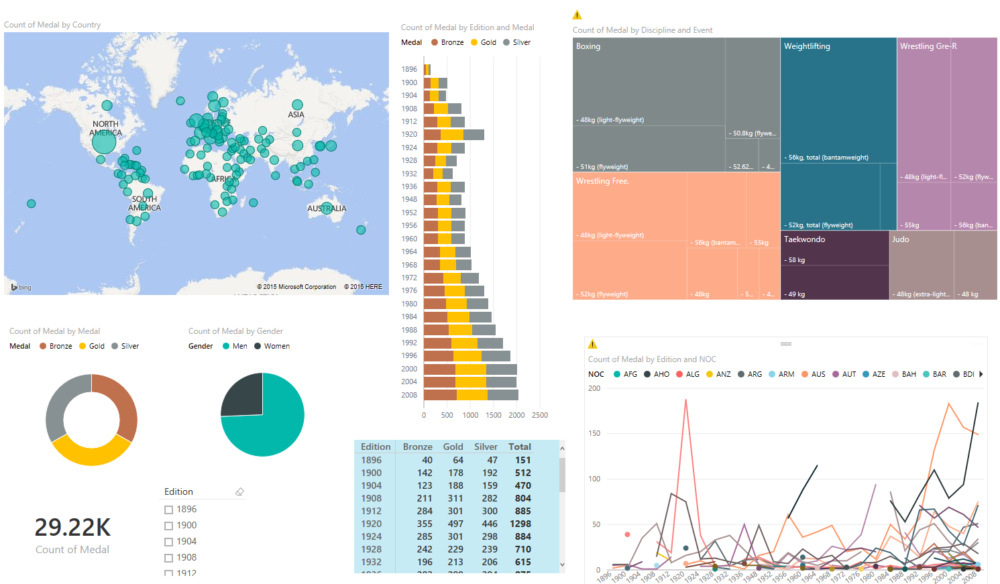 Count of Medal by Country
NORTH
AMERICA
ASIA
AFRICA
SOUTH
AMERICA
AUSTRALIA
bing
© 2015 Microsoft Corporation © 2015 HERE
Count of Medal by Edition and Medal
Medal Bronze Gold Silver
1896
1900
1904
1908
1912
1920
1924
1928
1932
1936
1948
1952
1956
1960
1964
1968
1972
1976
1980
1984
1988
1992
1996
2000
2004
2008
0 500 1000 1500 2000 2500
Count of Medal by Discipline and Event
Boxing
- 48kg (light-flyweight)
- 51kg (flyweight)
- 50.8kg (flywe...
- 52.62...
- 4...
Wrestling Free.
- 48kg (light-flyweight)
- 52kg (flyweight)
- 56kg (bantam...
- 55kg
- 48kg
- 5...
- 4...
Weightlifting
- 56kg, total (bantamweight)
- 52kg, total (flyweight)
Wrestling Gre-R
- 48kg (light-fl...
- 52kg (flyw...
- 55kg
- 56kg (ban...
Taekwondo
- 58 kg
- 49 kg
Judo
- 48kg (extra-light...
- 48 kg
Count of Medal by Medal
Medal Bronze Gold Silver
Count of Medal by Gender
Gender Men Women
29.22K
Count of Medal
Edition
1896
1900
1904
1908
1912
Edition Bronze Gold Silver Total
1896 40 64 47 151
1900 142 178 192 512
1904 123 188 159 470
1908 211 311 282 804
1912 284 301 300 885
1920 355 497 446 1298
1924 285 301 298 884
1928 242 229 239 710
1932 196 213 206 615
Count of Medal by Edition and NOC
NOC AFG AHO ALG ANZ ARG ARM AUS AUT AZE BAH BAR BDI
200
150
100
50
0
1896 1900 1904 1908 1912 1920 1924 1928 1932 1936 1948 1952 1956 1960 1964 1968 1972 1976 1980 1984 1988 1992 1996 2000 2004 2008